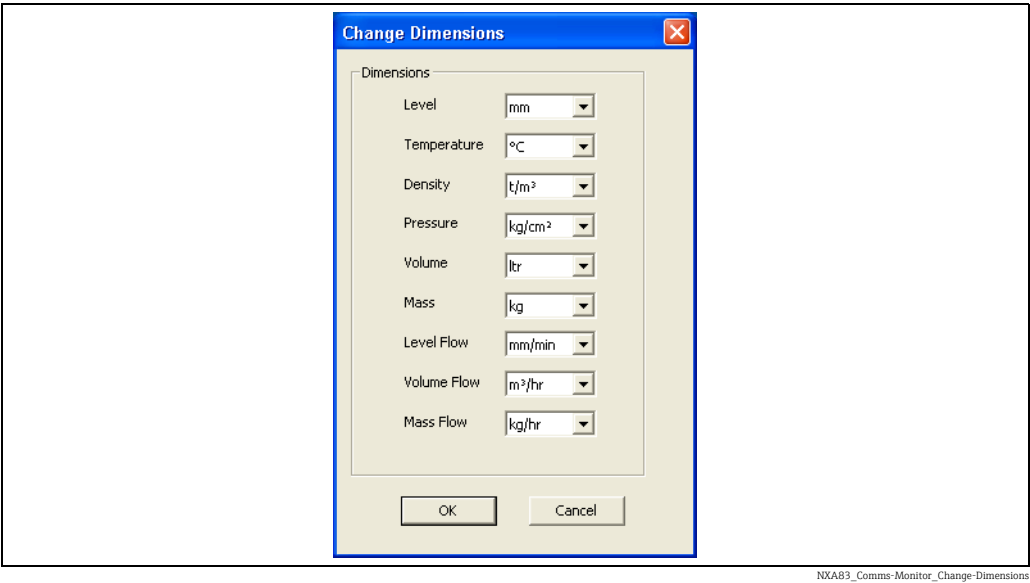 Change Dimensions
Dimensions
Level mm
Temperature °C
Density t/m³
Pressure kg/cm²
Volume ltr
Mass kg
Level Flow mm/min
Volume Flow m³/hr
Mass Flow kg/hr
OK Cancel
NXA83_Comms-Monitor_Change-Dimensions